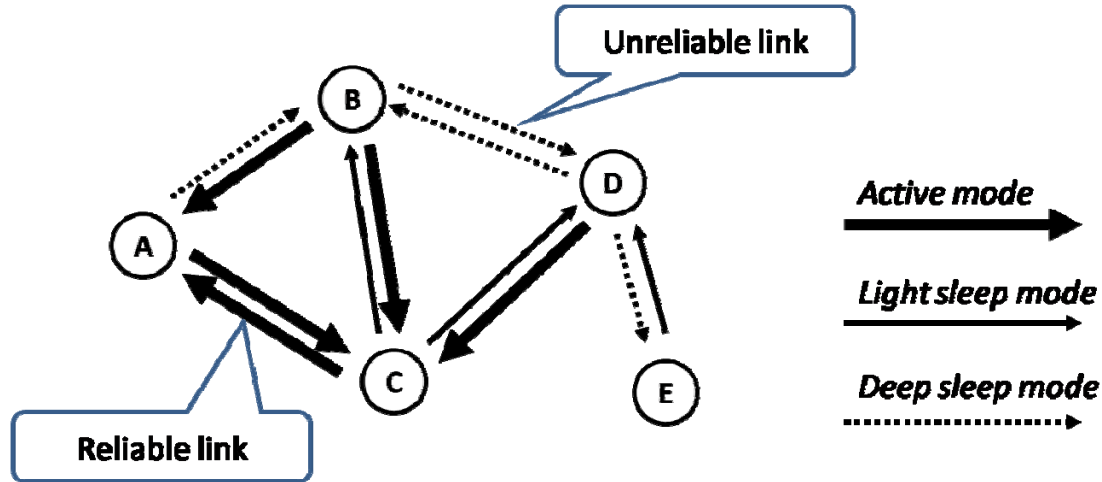 Unreliable link
B
D
Active mode
A
Light sleep mode
C
E
Deep sleep mode
Reliable link